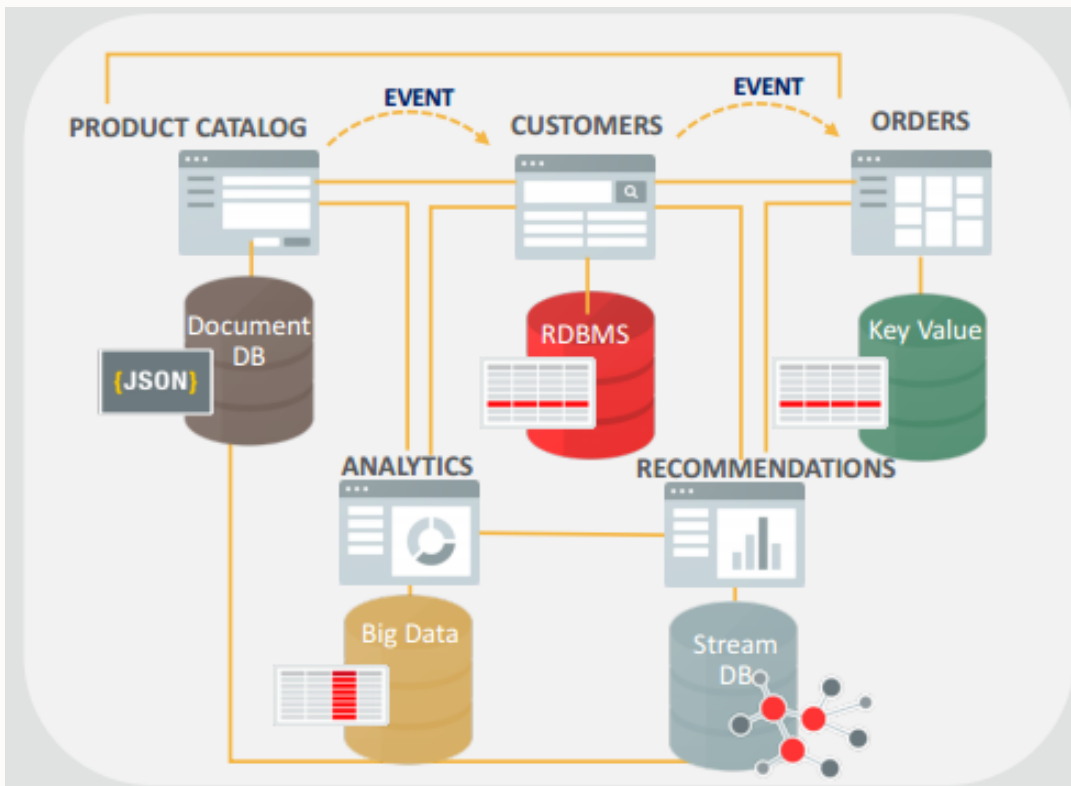 EVENT
EVENT
PRODUCT CATALOG
CUSTOMERS
ORDERS
Document
DB
{JSON}
RDBMS
Key Value
ANALYTICS
RECOMMENDATIONS
Big Data
Stream
DB